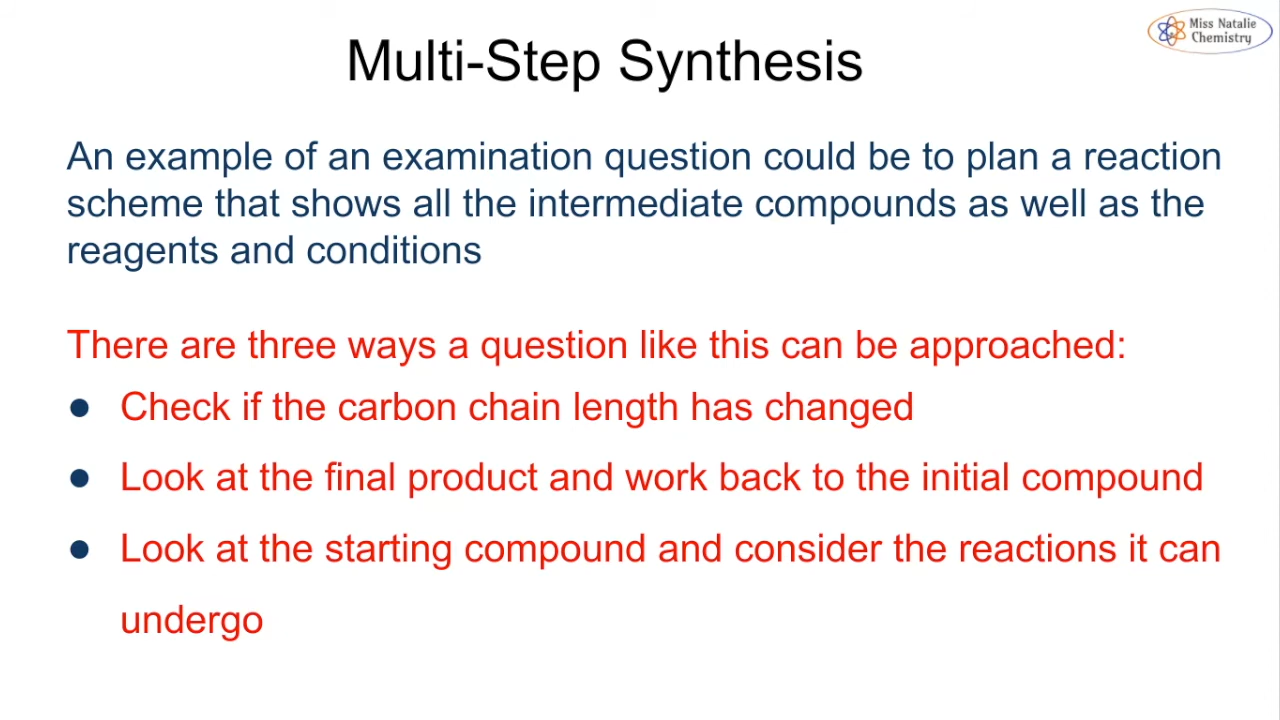 Miss Natalie
Chemistry
Multi-Step Synthesis
An example of an examination question could be to plan a reaction
scheme that shows all the intermediate compounds as well as the
reagents and conditions
There are three ways a question like this can be approached:
● Check if the carbon chain length has changed
● Look at the final product and work back to the initial compound
● Look at the starting compound and consider the reactions it can
undergo